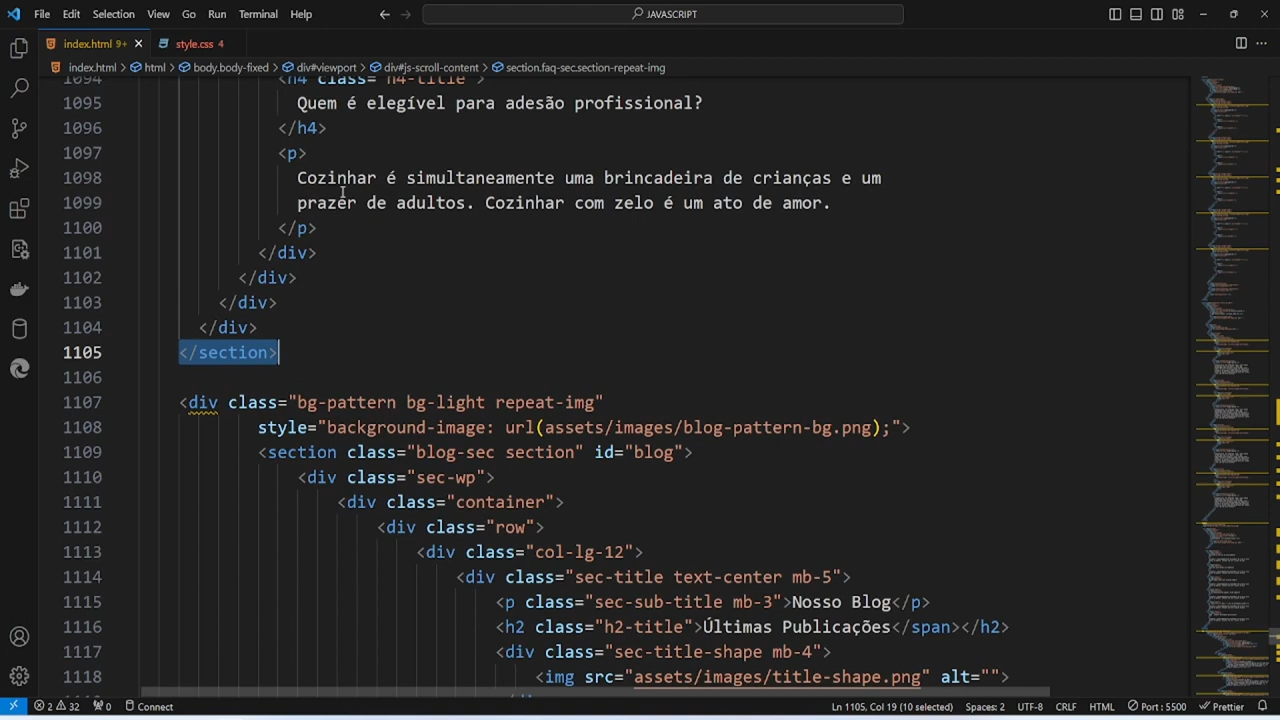 File Edit Selection View Go Run Terminal Help
JAVASCRIPT
index.html 9+ style.css 4
index.html > html > body.body-fixed > div#viewport > div#js-scroll-content > section.faq-sec.section-repeat-img
1094 <h4 class="h4-title">
1095 Quem é elegível para adesão profissional?
1096 </h4>
1097 <p>
1098 Cozinhar é simultaneamente uma brincadeira de crianças e um
1099 prazer de adultos. Cozinhar com zelo é um ato de amor.
1100 </p>
1101 </div>
1102 </div>
1103 </div>
1104 </div>
1105 </section>
1106
1107 <div class="bg-pattern bg-light repeat-img"
1108 style="background-image: url(assets/images/blog-pattern-bg.png);">
1109 <section class="blog-sec section" id="blog">
1110 <div class="sec-wp">
1111 <div class="container">
1112 <div class="row">
1113 <div class="col-lg-12">
1114 <div class="sec-title text-center mb-5">
1115 <p class="sec-sub-title mb-3">Nosso Blog</p>
1116 <h2 class="h2-title">Últimas Publicações</span></h2>
1117 <div class="sec-title-shape mb-4">
1118 src="assets/images/title-shape.png" alt="">
2 32 0 Connect Ln 1105, Col 19 (10 selected) Spaces: 2 UTF-8 CRLF HTML Port : 5500 Prettier